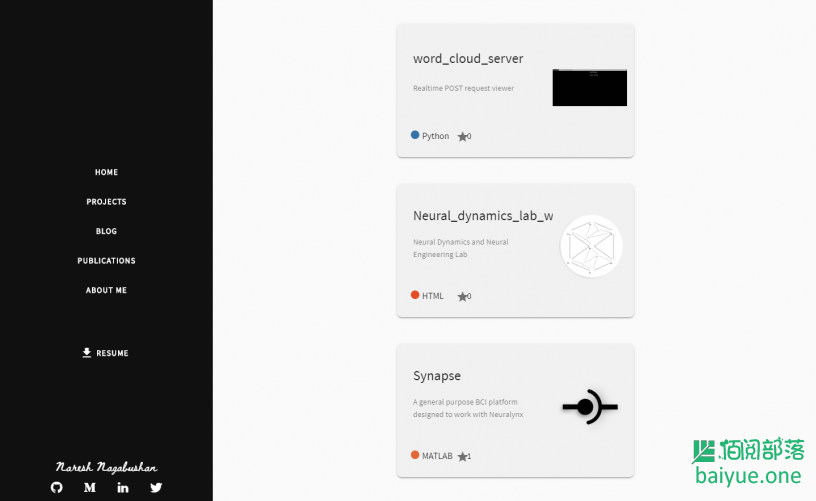 HOME
PROJECTS
BLOG
PUBLICATIONS
ABOUT ME
RESUME
Naresh Nagabushan
word_cloud_server
Realtime POST request viewer
Python 0
Neural_dynamics_lab_w
Neural Dynamics and Neural
Engineering Lab
HTML 0
Synapse
A general purpose BCI platform
designed to work with Neuralynx
MATLAB 1
佰阅部落
baiyue.one